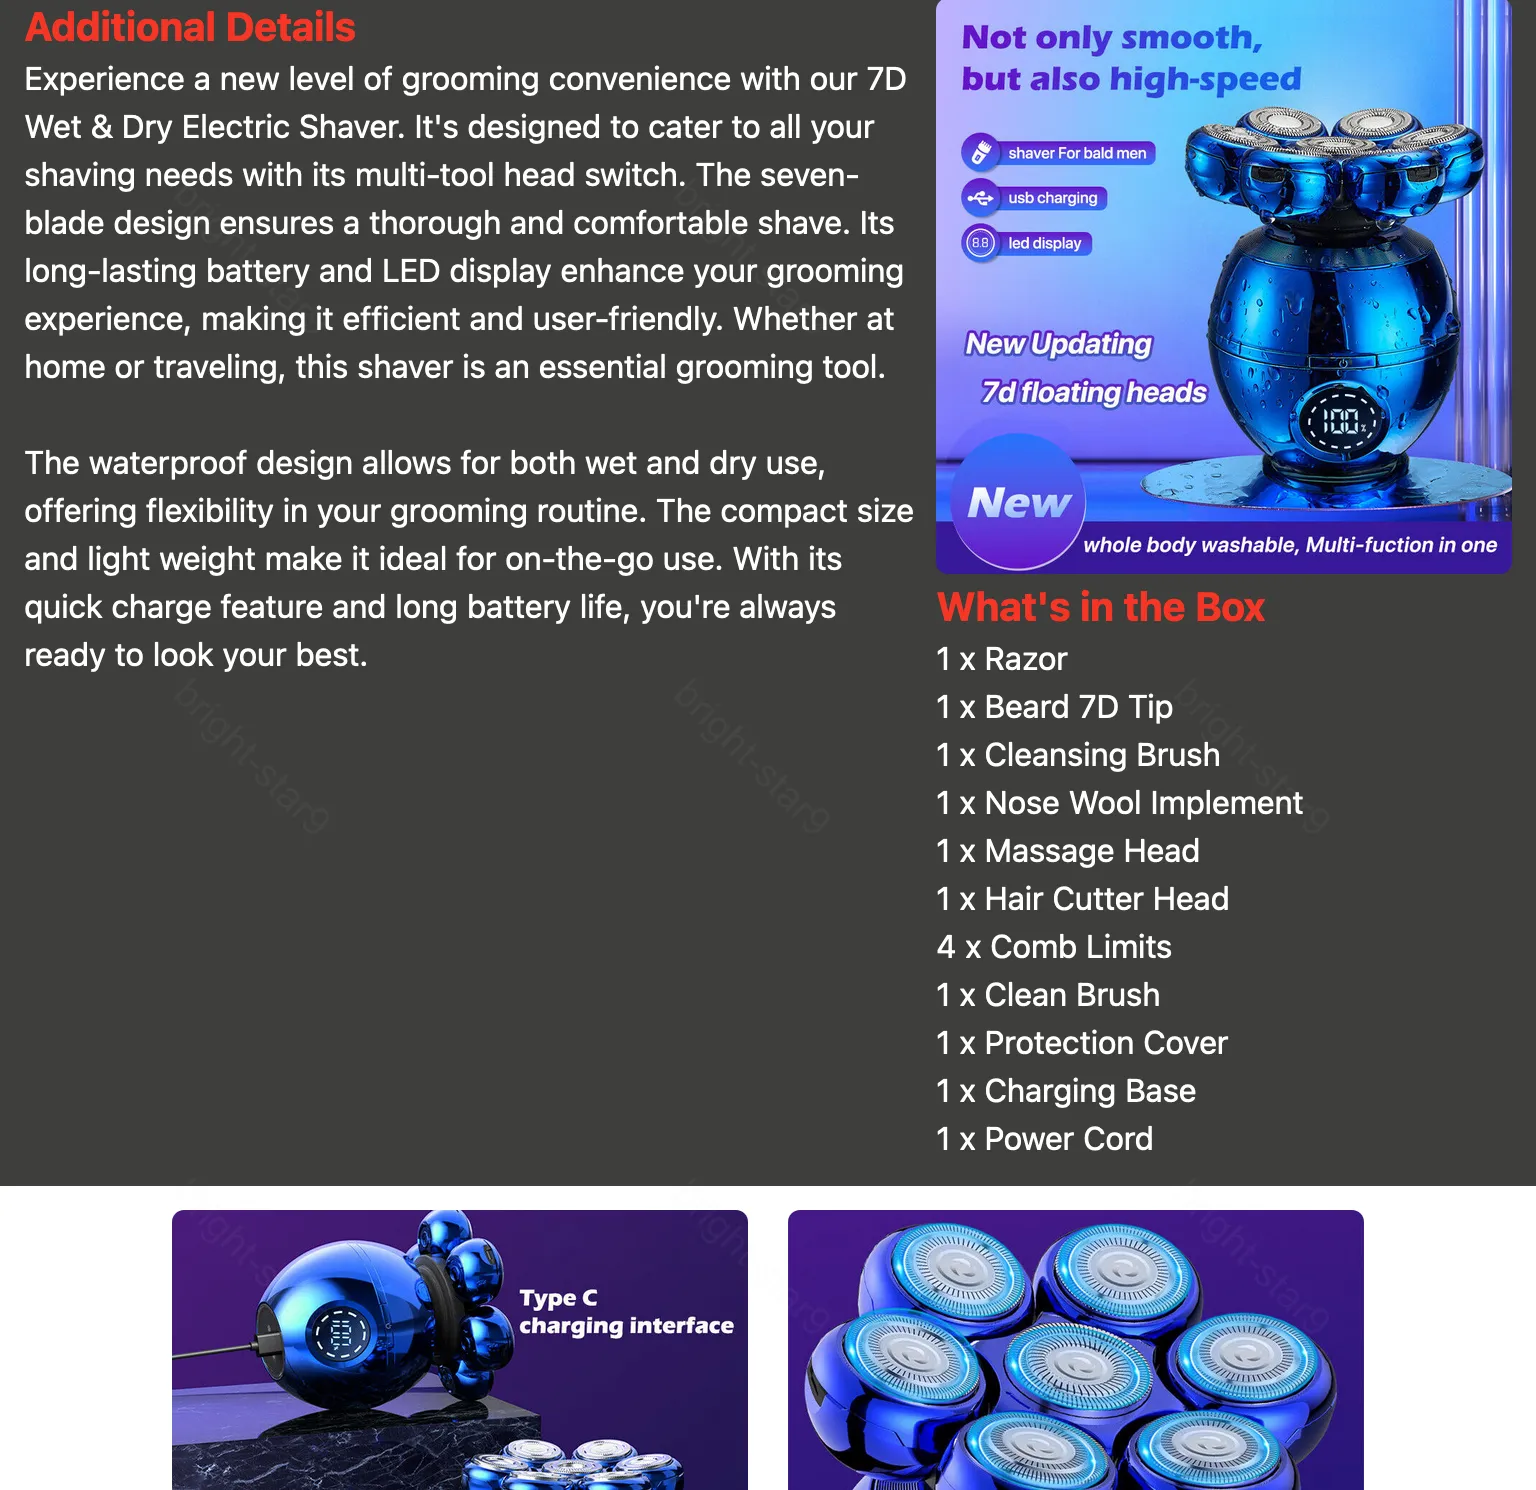 Additional Details
Experience a new level of grooming convenience with our 7D
Wet & Dry Electric Shaver. It's designed to cater to all your
shaving needs with its multi-tool head switch. The seven-
blade design ensures a thorough and comfortable shave. Its
long-lasting battery and LED display enhance your grooming
experience, making it efficient and user-friendly. Whether at
home or traveling, this shaver is an essential grooming tool.
The waterproof design allows for both wet and dry use,
offering flexibility in your grooming routine. The compact size
and light weight make it ideal for on-the-go use. With its
quick charge feature and long battery life, you're always
ready to look your best.
Not only smooth,
but also high-speed
shaver For bald men
usb charging
8.8
led display
New Updating
7d floating heads
100%
New
whole body washable, Multi-fuction in one
What's in the Box
1 x Razor
1 x Beard 7D Tip
1 x Cleansing Brush
1 x Nose Wool Implement
1 x Massage Head
1 x Hair Cutter Head
4 x Comb Limits
1 x Clean Brush
1 x Protection Cover
1 x Charging Base
1 x Power Cord
bright-star9
bright-star9
bright-star9
Type C
charging interface